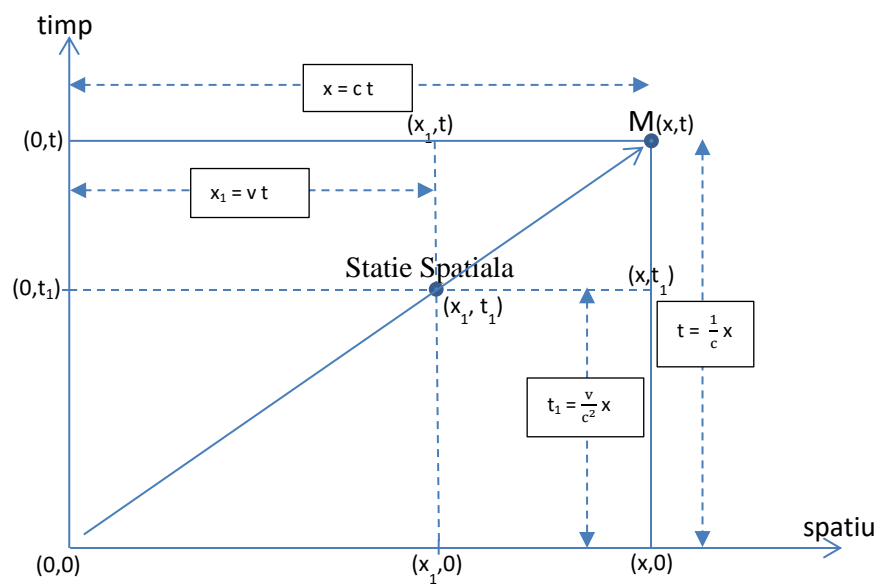 timp
x = c t
(x₁,t)
M(x,t)
(0,t)
x₁ = v t
Statie Spatiala
(0,t₁)
(x,t₁)
(x₁, t₁)
t = 1/c x
t₁ = v/c² x
spatiu
(0,0)
(x₁,0)
(x,0)